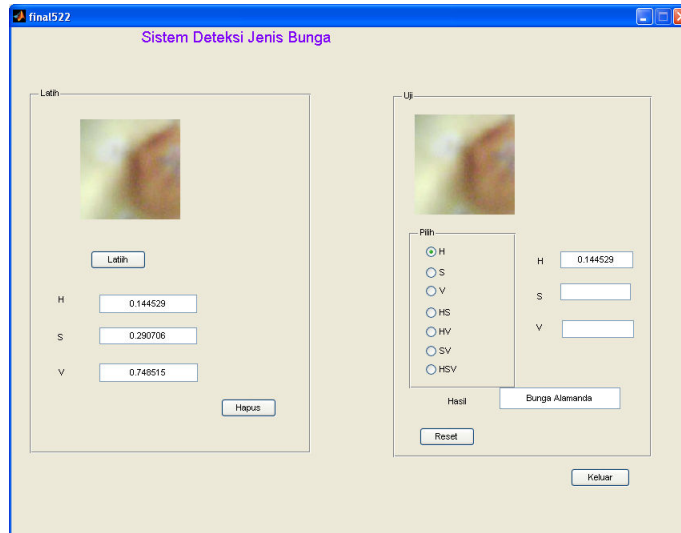 final522
Sistem Deteksi Jenis Bunga
Latih
Latiih
H 0.144529
S 0.290706
V 0.748515
Hapus
Uji
Pilih
H
S
V
HS
HV
SV
HSV
H 0.144529
S
V
Hasil Bunga Alamanda
Reset
Keluar